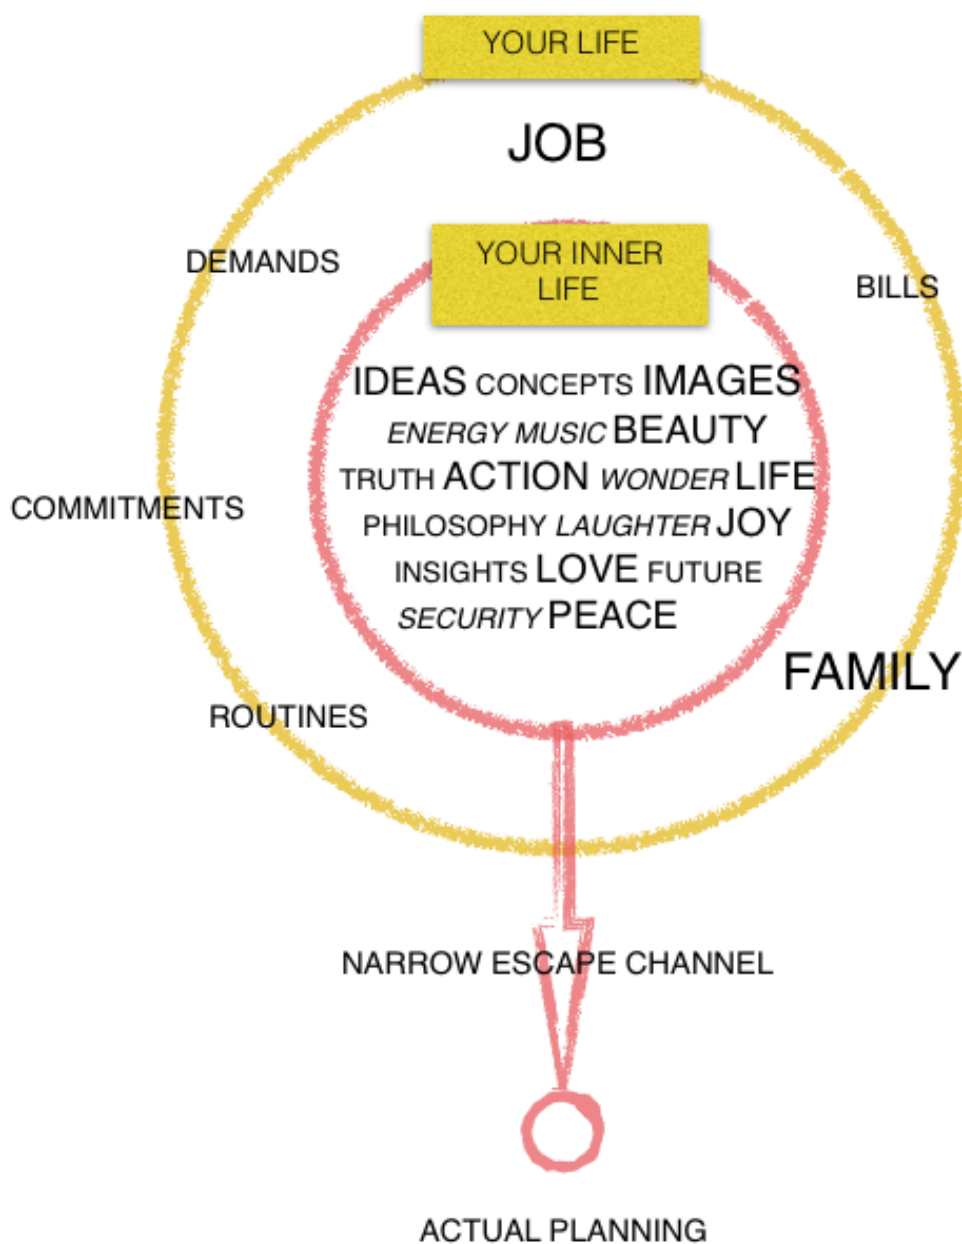 YOUR LIFE
JOB
DEMANDS
YOUR INNER
LIFE
BILLS
IDEAS CONCEPTS IMAGES
ENERGY MUSIC BEAUTY
TRUTH ACTION WONDER LIFE
COMMITMENTS
PHILOSOPHY LAUGHTER JOY
INSIGHTS LOVE FUTURE
SECURITY PEACE
FAMILY
ROUTINES
NARROW ESCAPE CHANNEL
ACTUAL PLANNING